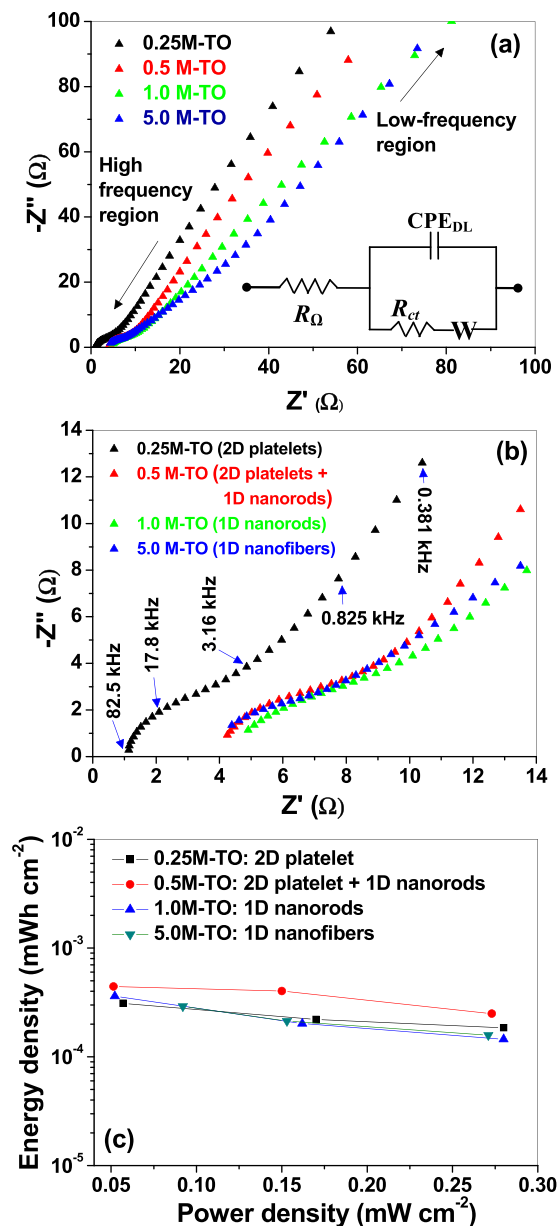 (a)
0.25M-TO
0.5 M-TO
1.0 M-TO
5.0 M-TO
High
frequency
region
Low-frequency
region
CPE_DL
R_Ω
R_ct
W
100
80
60
40
20
0
-Z" (Ω)
0 20 40 60 80 100
Z' (Ω)
(b)
0.25M-TO (2D platelets)
0.5 M-TO (2D platelets +
1D nanorods)
1.0 M-TO (1D nanorods)
5.0 M-TO (1D nanofibers)
82.5 kHz
17.8 kHz
3.16 kHz
0.825 kHz
0.381 kHz
14
12
10
8
6
4
2
0
-Z" (Ω)
0 2 4 6 8 10 12 14
Z' (Ω)
0.25M-TO: 2D platelet
0.5M-TO: 2D platelet + 1D nanorods
1.0M-TO: 1D nanorods
5.0M-TO: 1D nanofibers
10⁻²
10⁻³
10⁻⁴
10⁻⁵
Energy density (mWh cm⁻²)
(c)
0.05 0.10 0.15 0.20 0.25 0.30
Power density (mW cm⁻²)